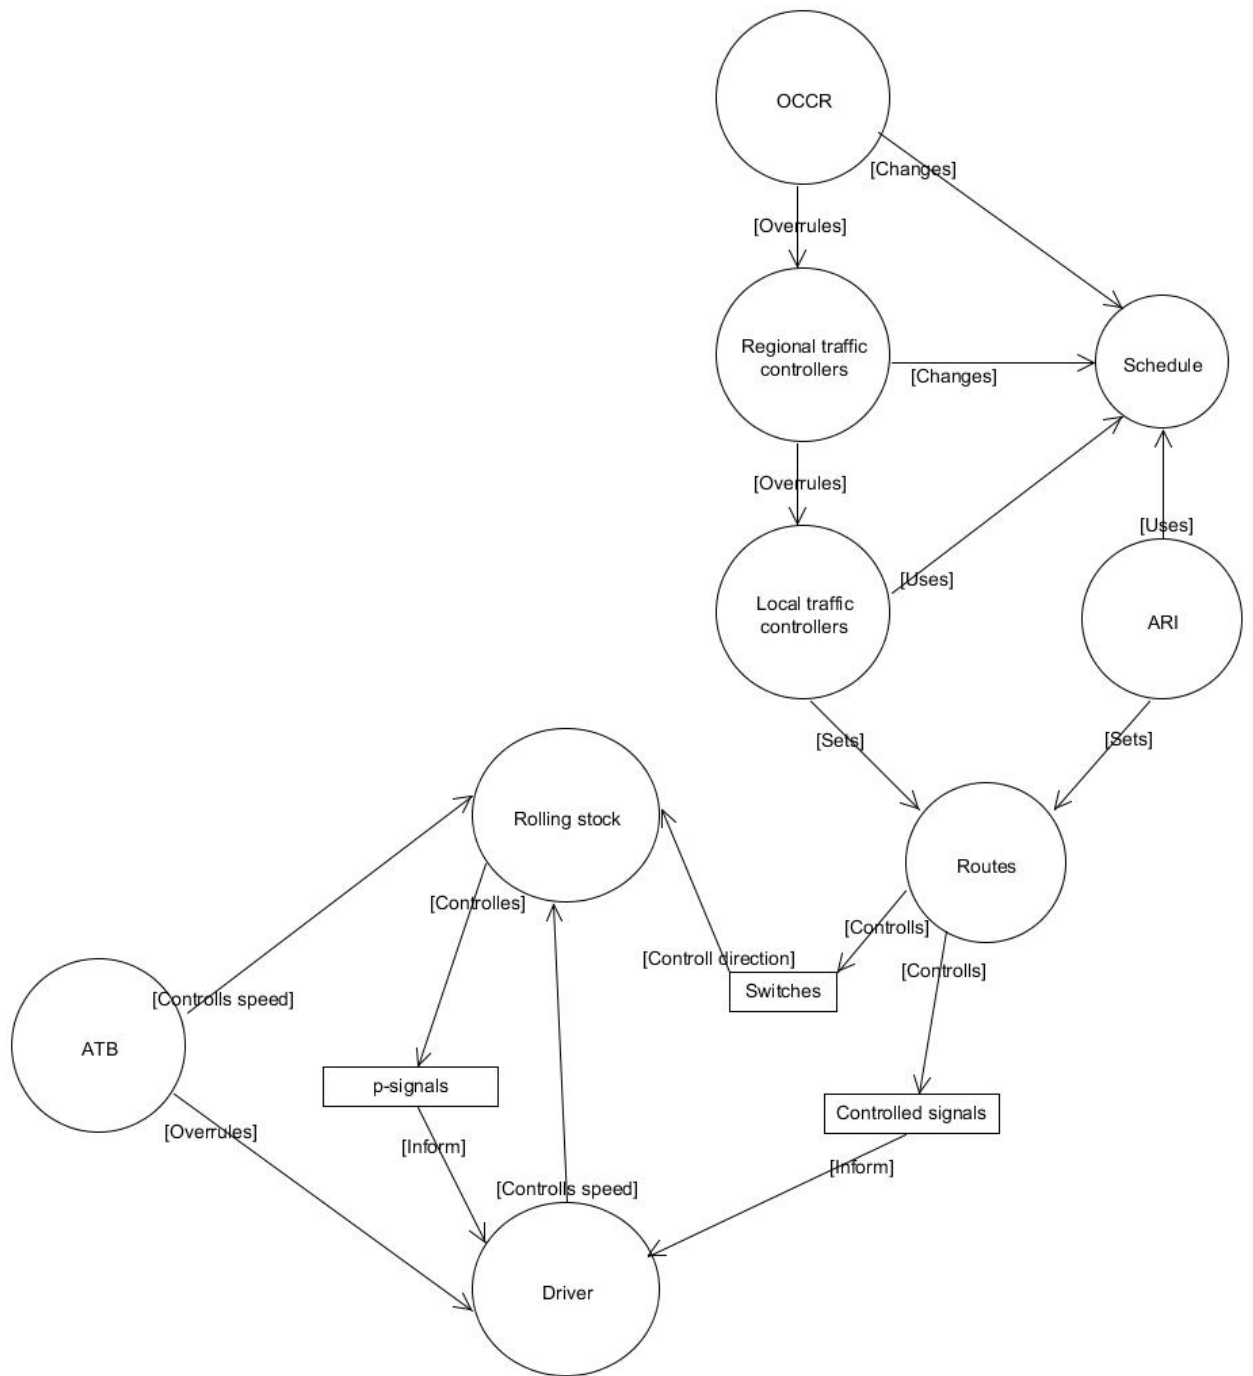 OCCR
[Changes]
[Overrules]
Regional traffic
controllers
Schedule
[Changes]
[Overrules]
[Uses]
[Uses]
Local traffic
controllers
ARI
[Sets]
[Sets]
Rolling stock
Routes
[Controlles]
[Controlls]
[Controll direction]
[Controlls]
Switches
[Controlls speed]
ATB
p-signals
Controlled signals
[Overrules]
[Inform]
[Inform]
[Controlls speed]
Driver